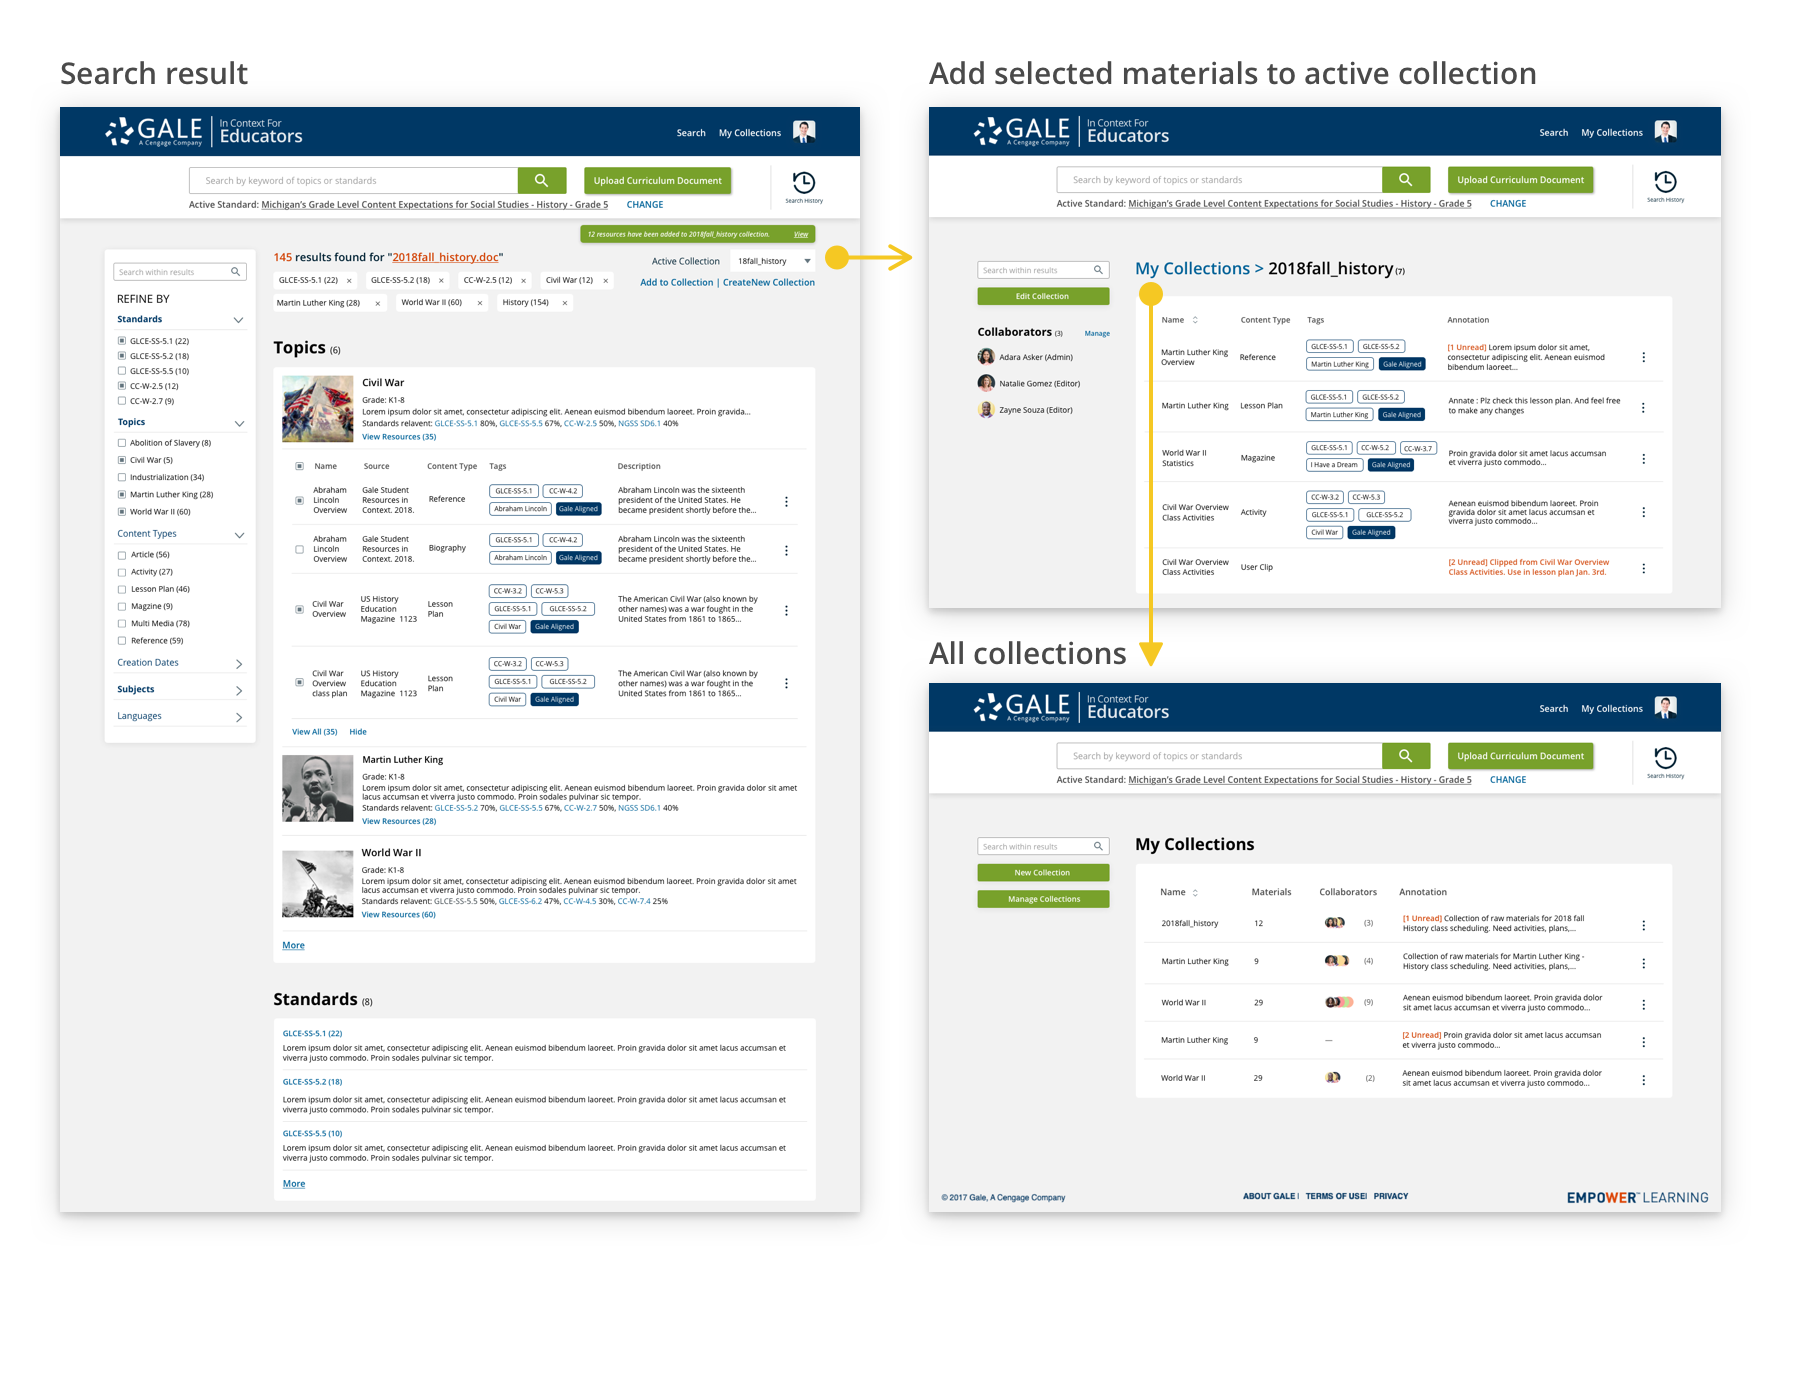 Search result
GALE
A Cengage Company
In Context For
Educators
Search My Collections
Search by keyword of topics or standards
Upload Curriculum Document
Search History
Active Standard: Michigan's Grade Level Content Expectations for Social Studies - History - Grade 5 CHANGE
12 resources have been added to 2018fall_history collection. View
Search within results
REFINE BY
Standards
GLCE-SS-5.1 (22)
GLCE-SS-5.2 (18)
GLCE-SS-5.5 (10)
CC-W-2.5 (12)
CC-W-2.7 (9)
Topics
Abolition of Slavery (8)
Civil War (5)
Industrialization (34)
Martin Luther King (28)
World War II (60)
Content Types
Article (56)
Activity (27)
Lesson Plan (46)
Magzine (9)
Multi Media (78)
Reference (59)
Creation Dates
Subjects
Languages
145 results found for "2018fall_history.doc"
Active Collection 18fall_history
GLCE-SS-5.1 (22) × GLCE-SS-5.2 (18) × CC-W-2.5 (12) × Civil War (12) ×
Add to Collection | CreateNew Collection
Martin Luther King (28) × World War II (60) × History (154) ×
Topics (6)
Civil War
Grade: K1-8
Lorem ipsum dolor sit amet, consectetur adipiscing elit. Aenean euismod bibendum laoreet. Proin gravida...
Standards relavent: GLCE-SS-5.1 80%, GLCE-SS-5.5 67%, CC-W-2.5 50%, NGSS SD6.1 40%
View Resources (35)
Name Source Content Type Tags Description
Abraham Lincoln Overview
Gale Student Resources in Context. 2018.
Reference
GLCE-SS-5.1 CC-W-4.2
Abraham Lincoln Gale Aligned
Abraham Lincoln was the sixteenth
president of the United States. He
became president shortly before the...
Abraham Lincoln Overview
Gale Student Resources in Context. 2018.
Biography
GLCE-SS-5.1 CC-W-4.2
Abraham Lincoln Gale Aligned
Abraham Lincoln was the sixteenth
president of the United States. He
became president shortly before the...
Civil War Overview
US History Education Magazine 1123
Lesson Plan
CC-W-3.2 CC-W-5.3
GLCE-SS-5.1 GLCE-SS-5.2
Civil War Gale Aligned
The American Civil War (also known by
other names) was a war fought in the
United States from 1861 to 1865...
Civil War Overview class plan
US History Education Magazine 1123
Lesson Plan
CC-W-3.2 CC-W-5.3
GLCE-SS-5.1 GLCE-SS-5.2
Civil War Gale Aligned
The American Civil War (also known by
other names) was a war fought in the
United States from 1861 to 1865...
View All (35) Hide
Martin Luther King
Grade: K1-8
Lorem ipsum dolor sit amet, consectetur adipiscing elit. Aenean euismod bibendum laoreet. Proin gravida dolor sit amet
lacus accumsan et viverra justo commodo. Proin sodales pulvinar sic tempor.
Standards relavent: GLCE-SS-5.2 70%, GLCE-SS-5.5 67%, CC-W-2.7 50%, NGSS SD6.1 40%
View Resources (28)
World War II
Grade: K1-8
Lorem ipsum dolor sit amet, consectetur adipiscing elit. Aenean euismod bibendum laoreet. Proin gravida dolor sit amet
lacus accumsan et viverra justo commodo. Proin sodales pulvinar sic tempor.
Standards relavent: GLCE-SS-5.5 50%, GLCE-SS-6.2 47%, CC-W-4.5 30%, CC-W-7.4 25%
View Resources (60)
More
Standards (8)
GLCE-SS-5.1 (22)
Lorem ipsum dolor sit amet, consectetur adipiscing elit. Aenean euismod bibendum laoreet. Proin gravida dolor sit amet lacus accumsan et
viverra justo commodo. Proin sodales pulvinar sic tempor.
GLCE-SS-5.2 (18)
Lorem ipsum dolor sit amet, consectetur adipiscing elit. Aenean euismod bibendum laoreet. Proin gravida dolor sit amet lacus accumsan et
viverra justo commodo. Proin sodales pulvinar sic tempor.
GLCE-SS-5.5 (10)
Lorem ipsum dolor sit amet, consectetur adipiscing elit. Aenean euismod bibendum laoreet. Proin gravida dolor sit amet lacus accumsan et
viverra justo commodo. Proin sodales pulvinar sic tempor.
More
Add selected materials to active collection
GALE
A Cengage Company
In Context For
Educators
Search My Collections
Search by keyword of topics or standards
Upload Curriculum Document
Search History
Active Standard: Michigan's Grade Level Content Expectations for Social Studies - History - Grade 5 CHANGE
Search within results
Edit Collection
Collaborators (3) Manage
Adara Asker (Admin)
Natalie Gomez (Editor)
Zayne Souza (Editor)
My Collections > 2018fall_history (7)
Name Content Type Tags Annotation
Martin Luther King Overview
Reference
GLCE-SS-5.1 GLCE-SS-5.2
Martin Luther King Gale Aligned
[1 Unread] Lorem ipsum dolor sit amet,
consectetur adipiscing elit. Aenean euismod
bibendum laoreet...
Martin Luther King
Lesson Plan
GLCE-SS-5.1 GLCE-SS-5.2
Martin Luther King Gale Aligned
Annate : Plz check this lesson plan. And feel free
to make any changes
World War II Statistics
Magazine
GLCE-SS-5.1 CC-W-5.2 CC-W-3.7
I Have a Dream Gale Aligned
Proin gravida dolor sit amet lacus accumsan
et viverra justo commodo...
Civil War Overview Class Activities
Activity
CC-W-3.2 CC-W-5.3
GLCE-SS-5.1 GLCE-SS-5.2
Civil War Gale Aligned
Aenean euismod bibendum laoreet. Proin
gravida dolor sit amet lacus accumsan et
viverra justo commodo...
Civil War Overview Class Activities
User Clip
[2 Unread] Clipped from Civil War Overview
Class Activities. Use in lesson plan Jan. 3rd.
All collections
GALE
A Cengage Company
In Context For
Educators
Search My Collections
Search by keyword of topics or standards
Upload Curriculum Document
Search History
Active Standard: Michigan's Grade Level Content Expectations for Social Studies - History - Grade 5 CHANGE
Search within results
New Collection
Manage Collections
My Collections
Name Materials Collaborators Annotation
2018fall_history 12 (3)
[1 Unread] Collection of raw materials for 2018 fall
History class scheduling. Need activities, plans,...
Martin Luther King 9 (4)
Collection of raw materials for Martin Luther King -
History class scheduling. Need activities, plans,...
World War II 29 (9)
Aenean euismod bibendum laoreet. Proin gravida dolor
sit amet lacus accumsan et viverra justo commodo...
Martin Luther King 9 —
[2 Unread] Proin gravida dolor sit amet lacus accumsan
et viverra justo commodo...
World War II 29 (2)
Aenean euismod bibendum laoreet. Proin gravida dolor
sit amet lacus accumsan et viverra justo commodo...
© 2017 Gale, A Cengage Company
ABOUT GALE | TERMS OF USE | PRIVACY
EMPOWER LEARNING